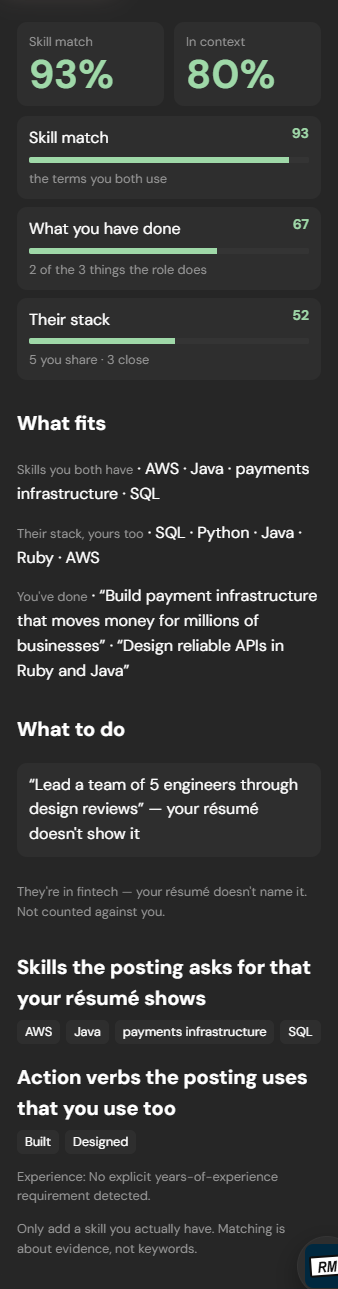 Skill match
93%
In context
80%
Skill match 93
the terms you both use
What you have done 67
2 of the 3 things the role does
Their stack 52
5 you share · 3 close
What fits
Skills you both have · AWS · Java · payments
infrastructure · SQL
Their stack, yours too · SQL · Python · Java ·
Ruby · AWS
You've done · “Build payment infrastructure
that moves money for millions of
businesses” · “Design reliable APIs in
Ruby and Java”
What to do
“Lead a team of 5 engineers through
design reviews” — your résumé
doesn't show it
They're in fintech — your résumé doesn't name it.
Not counted against you.
Skills the posting asks for that
your résumé shows
AWS Java payments infrastructure SQL
Action verbs the posting uses
that you use too
Built Designed
Experience: No explicit years-of-experience
requirement detected.
Only add a skill you actually have. Matching is
about evidence, not keywords.
RM